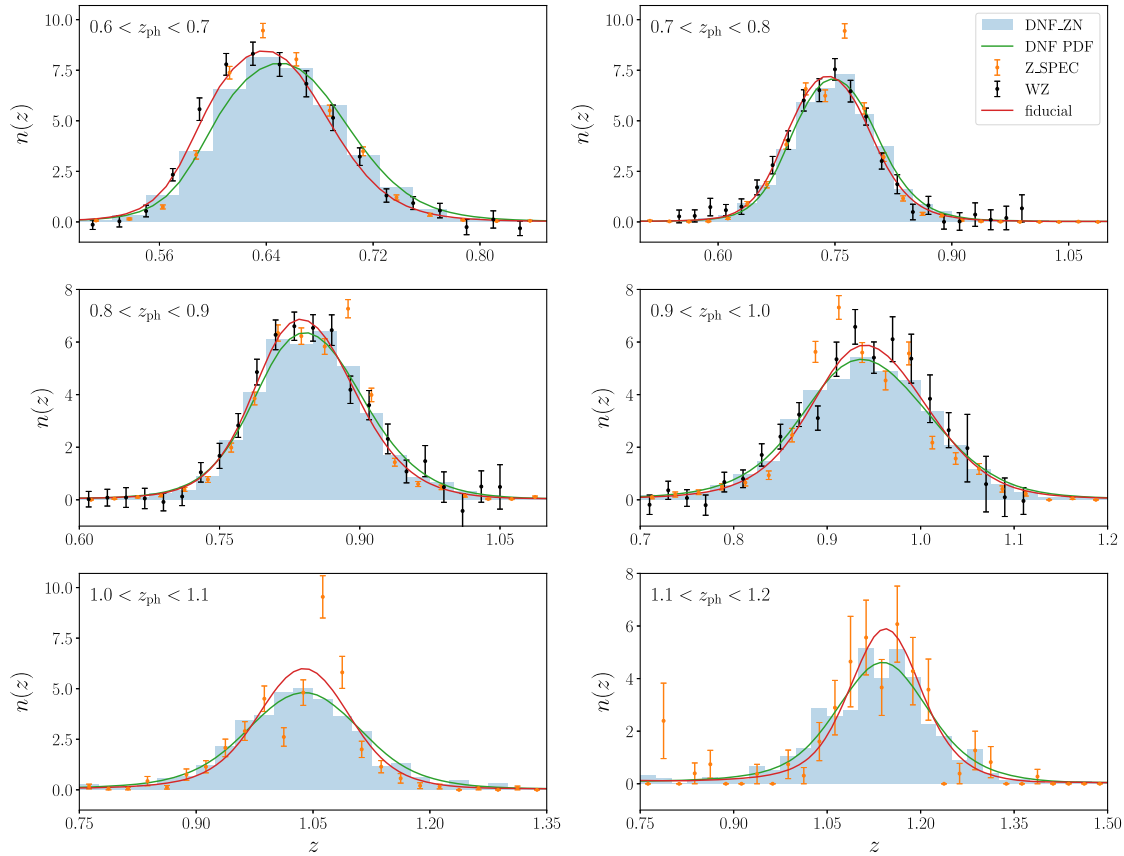 0.6 < z_ph < 0.7
10.0
7.5
5.0
2.5
0.0
n(z)
0.56 0.64 0.72 0.80
0.7 < z_ph < 0.8
DNF_ZN
DNF PDF
Z_SPEC
WZ
fiducial
10.0
7.5
5.0
2.5
0.0
n(z)
0.60 0.75 0.90 1.05
0.8 < z_ph < 0.9
8
6
4
2
0
n(z)
0.60 0.75 0.90 1.05
0.9 < z_ph < 1.0
8
6
4
2
0
n(z)
0.7 0.8 0.9 1.0 1.1 1.2
1.0 < z_ph < 1.1
10.0
7.5
5.0
2.5
0.0
n(z)
0.75 0.90 1.05 1.20 1.35
z
1.1 < z_ph < 1.2
8
6
4
2
0
n(z)
0.75 0.90 1.05 1.20 1.35 1.50
z